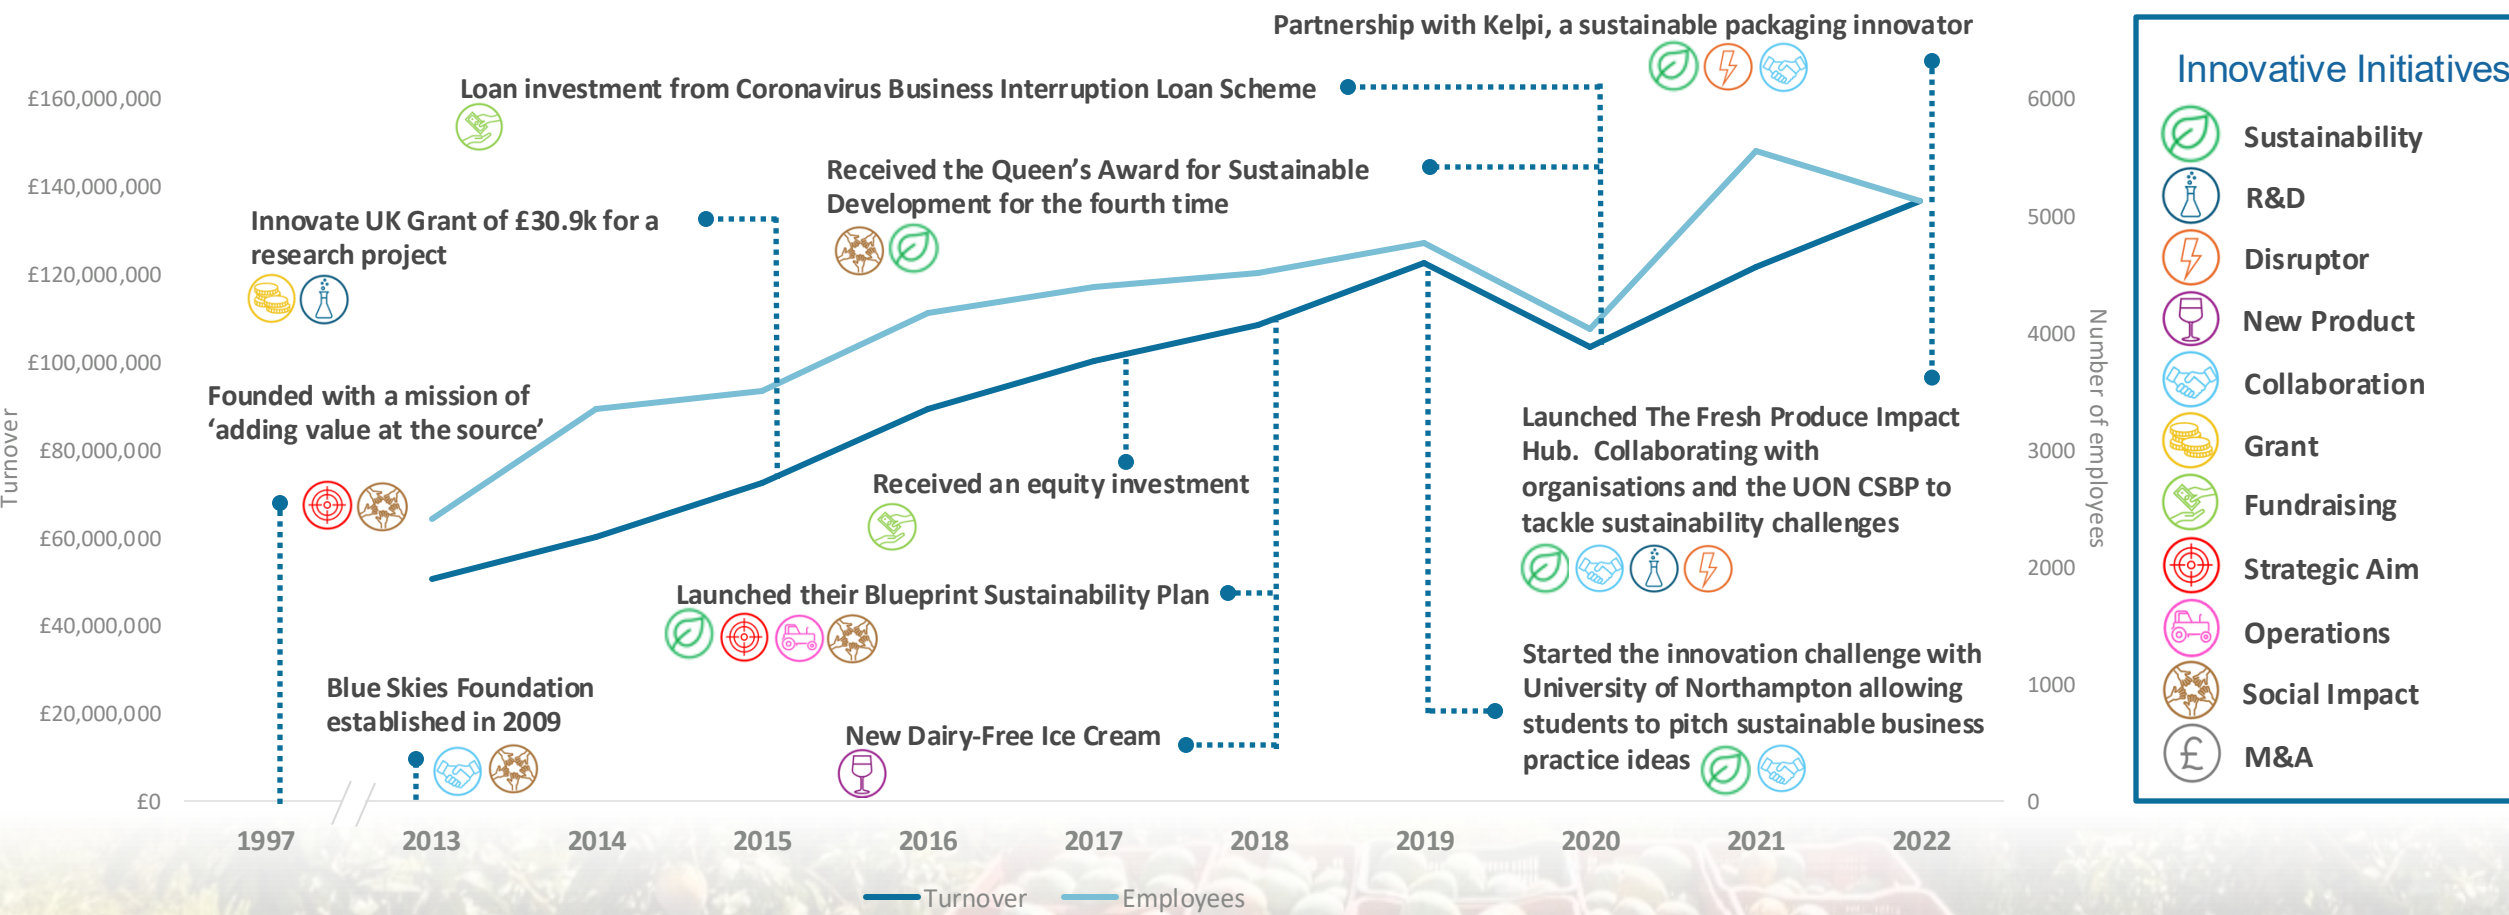 Partnership with Kelpi, a sustainable packaging innovator
Loan investment from Coronavirus Business Interruption Loan Scheme
Received the Queen’s Award for Sustainable
Development for the fourth time
Innovate UK Grant of £30.9k for a
research project
Founded with a mission of
‘adding value at the source’
Received an equity investment
Launched their Blueprint Sustainability Plan
Blue Skies Foundation
established in 2009
New Dairy-Free Ice Cream
Launched The Fresh Produce Impact
Hub. Collaborating with
organisations and the UON CSBP to
tackle sustainability challenges
Started the innovation challenge with
University of Northampton allowing
students to pitch sustainable business
practice ideas
Turnover
£160,000,000
£140,000,000
£120,000,000
£100,000,000
£80,000,000
£60,000,000
£40,000,000
£20,000,000
£0
6000
5000
4000
3000
2000
1000
0
Number of employees
1997
2013
2014
2015
2016
2017
2018
2019
2020
2021
2022
Turnover
Employees
Innovative Initiatives
Sustainability
R&D
Disruptor
New Product
Collaboration
Grant
Fundraising
Strategic Aim
Operations
Social Impact
£
M&A